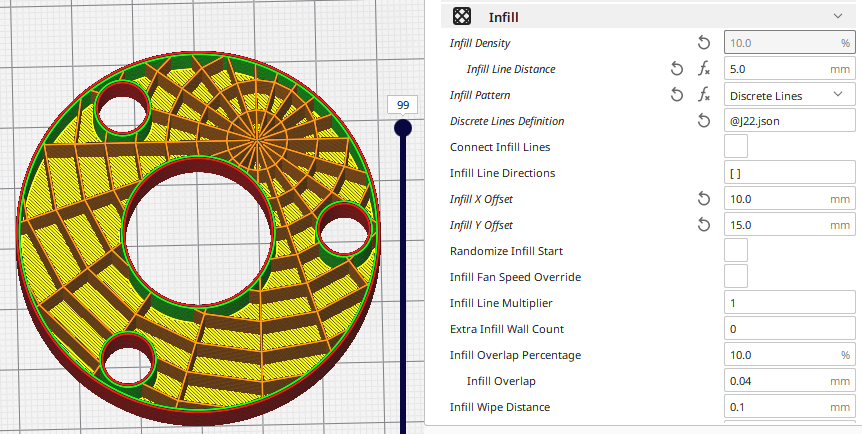 Infill
Infill Density
10.0 %
Infill Line Distance
fx
5.0 mm
Infill Pattern
fx
Discrete Lines
Discrete Lines Definition
@J22.json
Connect Infill Lines
Infill Line Directions
[ ]
Infill X Offset
10.0 mm
Infill Y Offset
15.0 mm
Randomize Infill Start
Infill Fan Speed Override
Infill Line Multiplier
1
Extra Infill Wall Count
0
Infill Overlap Percentage
10.0 %
Infill Overlap
0.04 mm
Infill Wipe Distance
0.1 mm
99